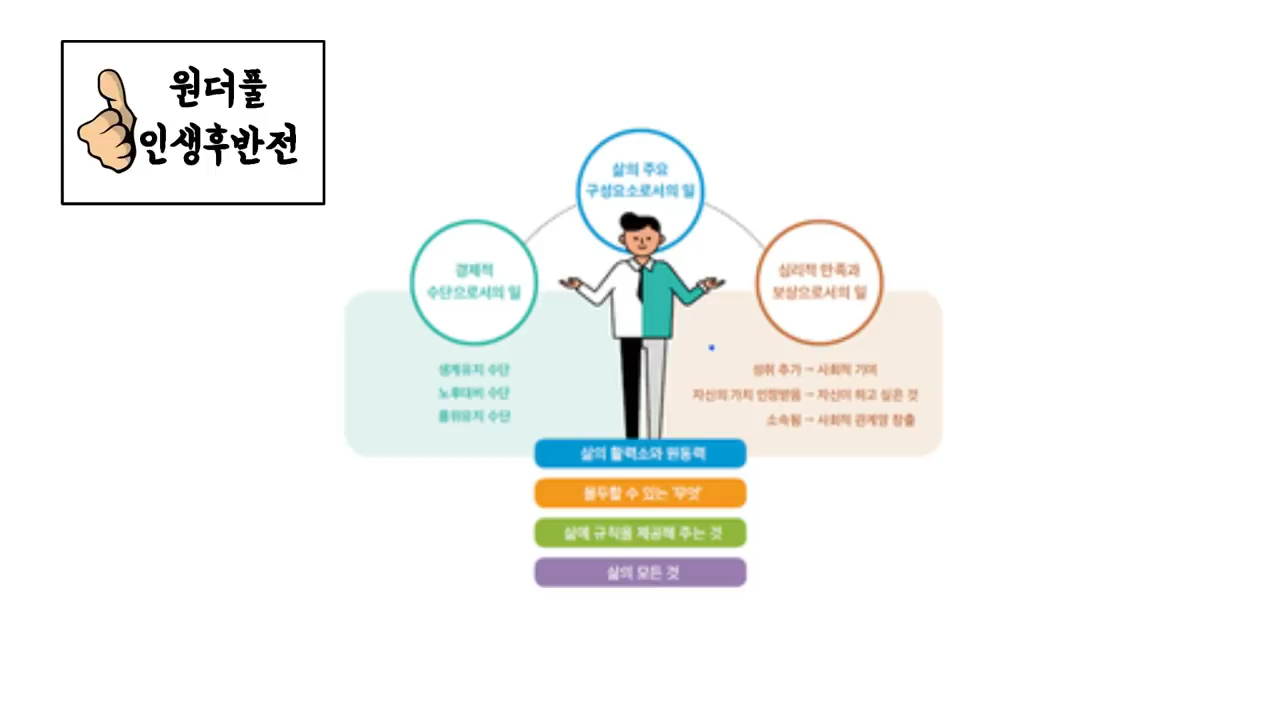 원더풀
인생후반전
삶의 주요
구성요소로서의 일
경제적
수단으로서의 일
심리적 만족과
보상으로서의 일
생계유지 수단
노후대비 수단
품위유지 수단
성취 추가 → 사회적 기여
자신의 가치 인정받음 → 자신이 하고 싶은 것
소속됨 → 사회적 관계망 창출
삶의 활력소와 원동력
몰두할 수 있는 '무엇'
삶에 규칙을 제공해 주는 것
삶의 모든 것